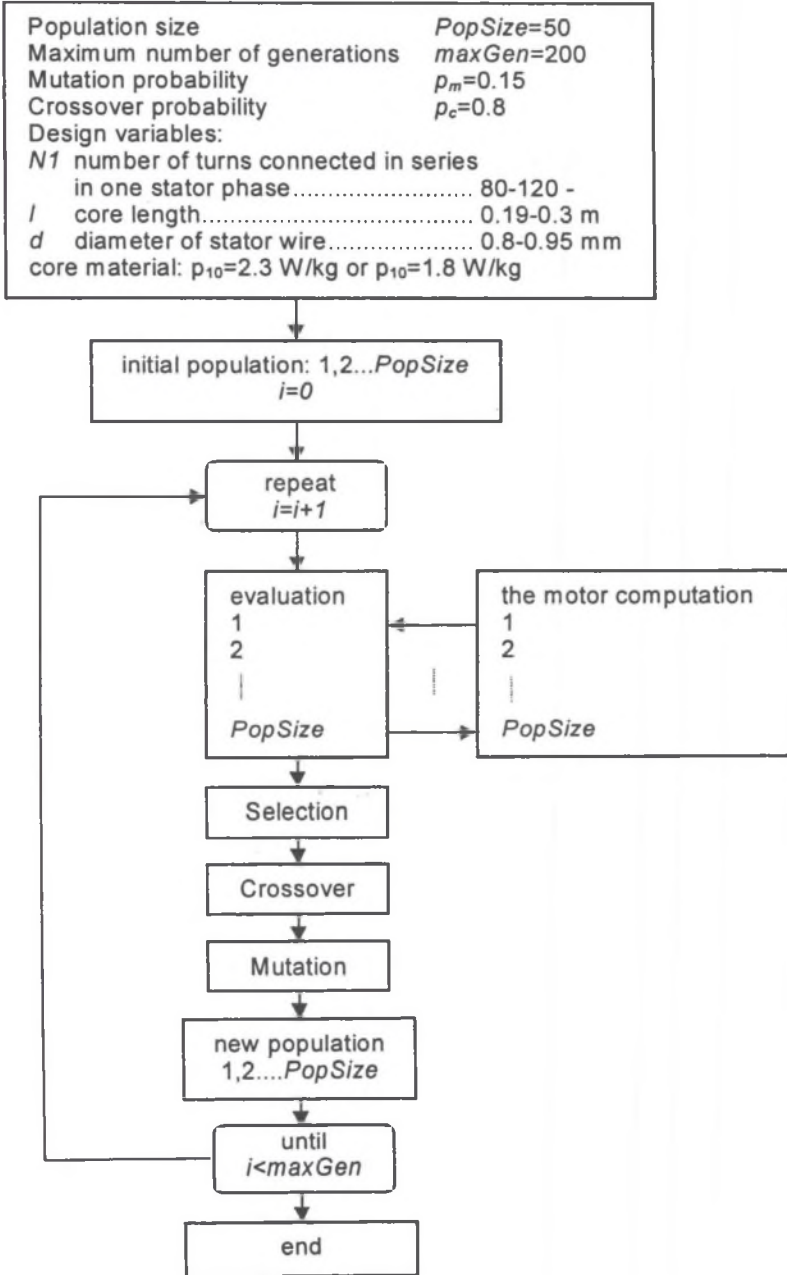 Population size PopSize=50
Maximum number of generations maxGen=200
Mutation probability pm=0.15
Crossover probability pc=0.8
Design variables:
N1 number of turns connected in series
in one stator phase............................ 80-120 -
l core length.......................................... 0.19-0.3 m
d diameter of stator wire...................... 0.8-0.95 mm
core material: p10=2.3 W/kg or p10=1.8 W/kg
initial population: 1,2...PopSize
i=0
repeat
i=i+1
evaluation
1
2
PopSize
the motor computation
1
2
PopSize
Selection
Crossover
Mutation
new population
1,2....PopSize
until
i<maxGen
end